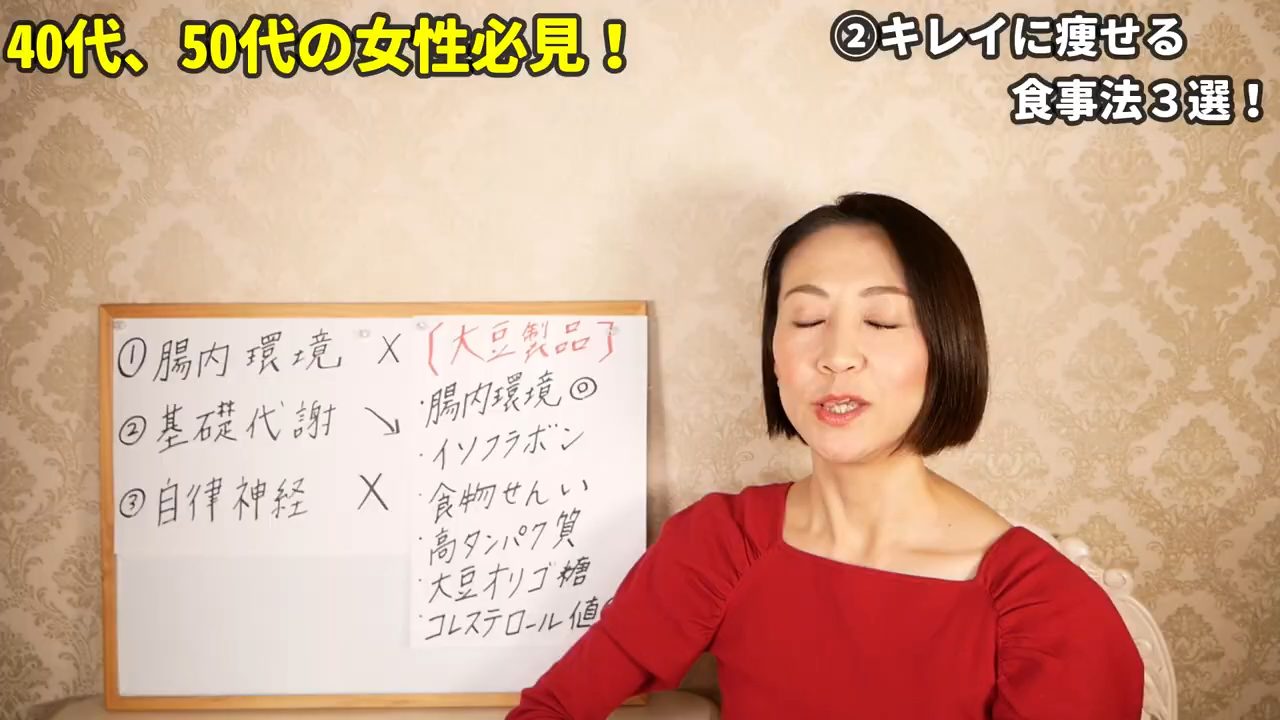 40代、50代の女性必見！
②キレイに痩せる
食事法３選！
①腸内環境 ×
②基礎代謝 ↘
③自律神経 ×
〔大豆製品〕
・腸内環境◎
・イソフラボン
・食物せんい
・高タンパク質
・大豆オリゴ糖
・コレステロール値